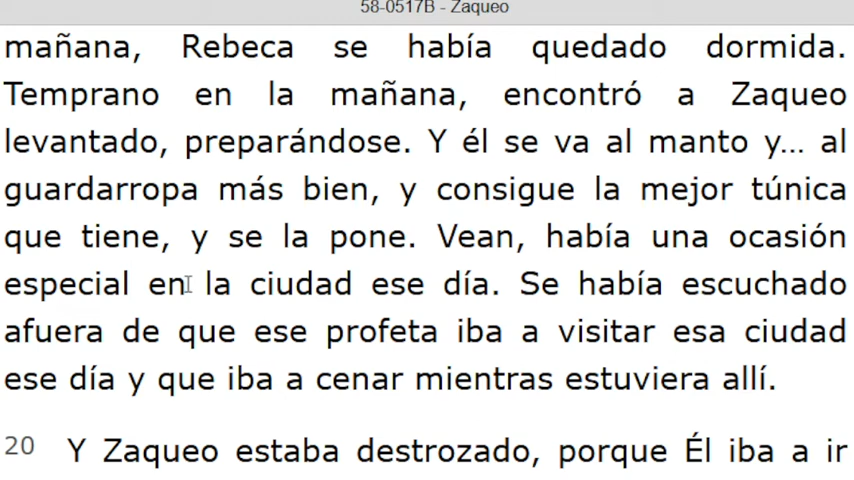 58-0517B - Zaqueo
mañana, Rebeca se había quedado dormida.
Temprano en la mañana, encontró a Zaqueo
levantado, preparándose. Y él se va al manto y... al
guardarropa más bien, y consigue la mejor túnica
que tiene, y se la pone. Vean, había una ocasión
especial en la ciudad ese día. Se había escuchado
afuera de que ese profeta iba a visitar esa ciudad
ese día y que iba a cenar mientras estuviera allí.
20 Y Zaqueo estaba destrozado, porque Él iba a ir